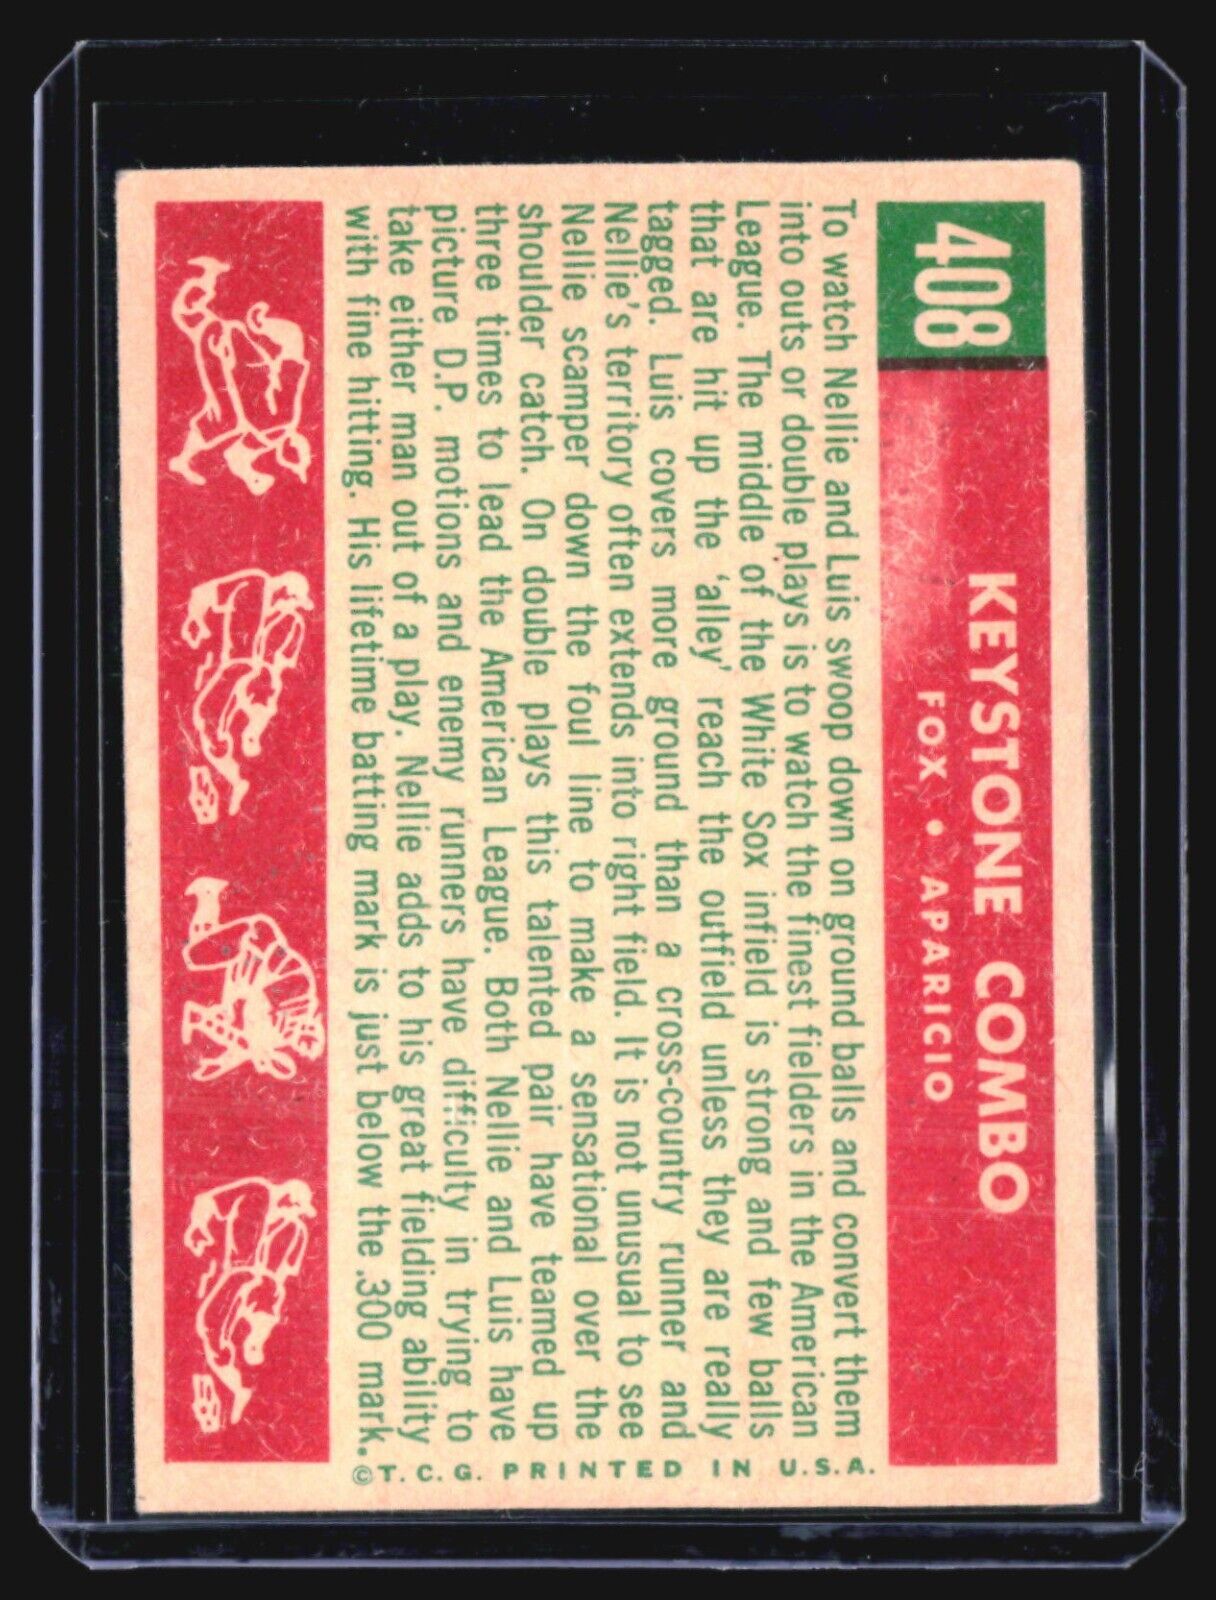 408
KEYSTONE COMBO
FOX • APARICIO
To watch Nellie and Luis swoop down on ground balls and convert them
into outs or double plays is to watch the finest fielders in the American
League. The middle of the White Sox infield is strong and few balls
that are hit up the 'alley' reach the outfield unless they are really
tagged. Luis covers more ground than a cross-country runner and
Nellie's territory often extends into right field. It is not unusual to see
Nellie scamper down the foul line to make a sensational over the
shoulder catch. On double plays this talented pair have teamed up
three times to lead the American League. Both Nellie and Luis have
picture D.P. motions and enemy runners have difficulty in trying to
take either man out of a play. Nellie adds to his great fielding ability
with fine hitting. His lifetime batting mark is just below the .300 mark.
© T. C. G. PRINTED IN U.S.A.